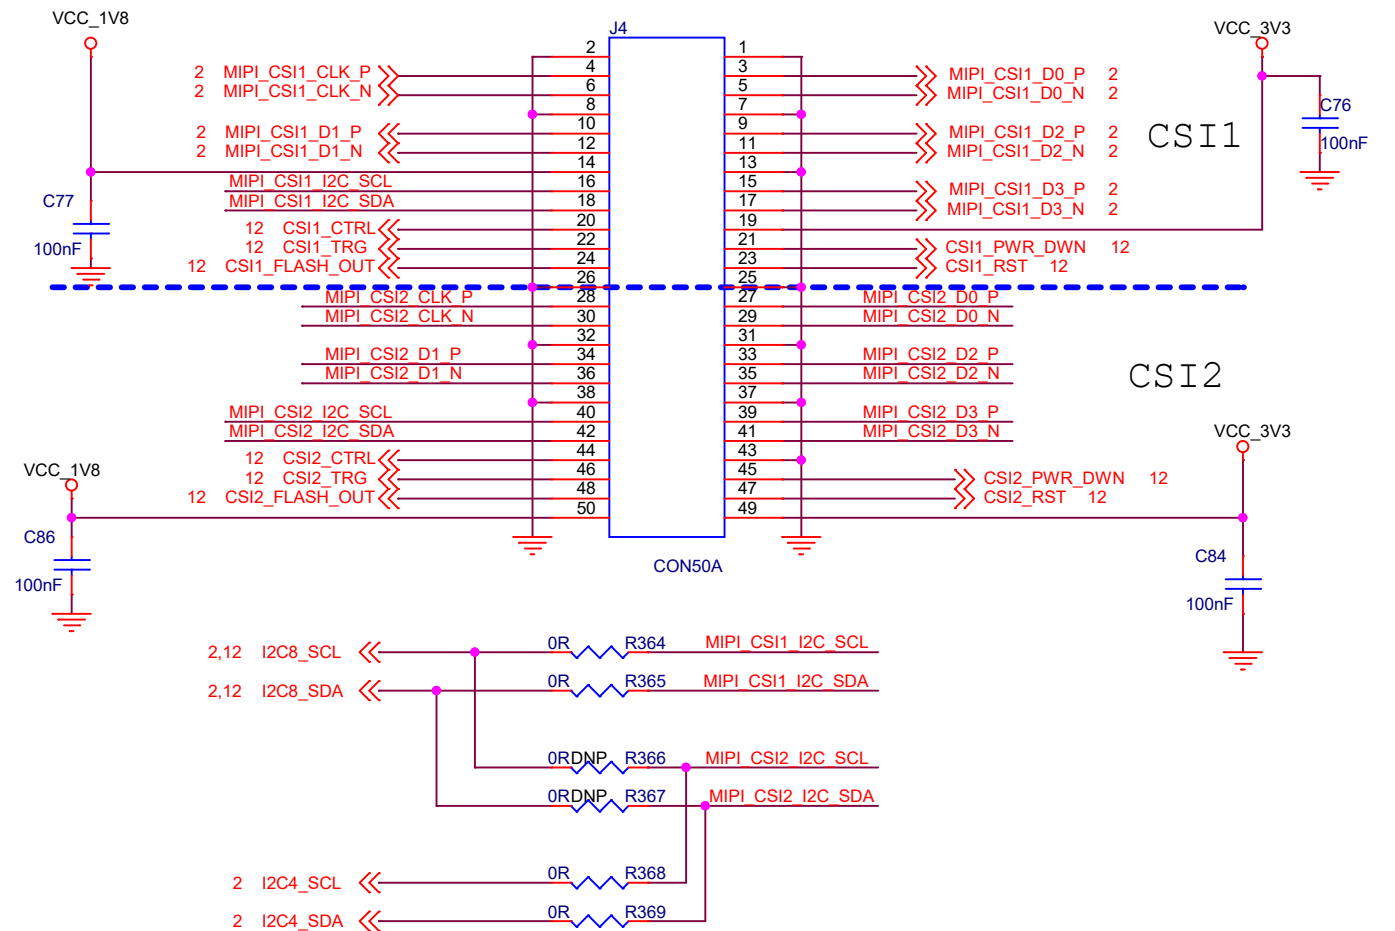 VCC_1V8
J4
VCC_3V3
2 1
2 MIPI_CSI1_CLK_P 4 3 MIPI_CSI1_D0_P 2
2 MIPI_CSI1_CLK_N 6 5 MIPI_CSI1_D0_N 2
8 7
C76
2 MIPI_CSI1_D1_P 10 9 MIPI_CSI1_D2_P 2
CSI1
2 MIPI_CSI1_D1_N 12 11 MIPI_CSI1_D2_N 2
100nF
14 13
MIPI_CSI1_I2C_SCL 16 15 MIPI_CSI1_D3_P 2
C77
MIPI_CSI1_I2C_SDA 18 17 MIPI_CSI1_D3_N 2
12 CSI1_CTRL 20 19
100nF
12 CSI1_TRG 22 21 CSI1_PWR_DWN 12
12 CSI1_FLASH_OUT 24 23 CSI1_RST 12
26 25
MIPI_CSI2_CLK_P 28 27 MIPI_CSI2_D0_P
MIPI_CSI2_CLK_N 30 29 MIPI_CSI2_D0_N
32 31
MIPI_CSI2_D1_P 34 33 MIPI_CSI2_D2_P
MIPI_CSI2_D1_N 36 35 MIPI_CSI2_D2_N
CSI2
38 37
MIPI_CSI2_I2C_SCL 40 39 MIPI_CSI2_D3_P
MIPI_CSI2_I2C_SDA 42 41 MIPI_CSI2_D3_N
VCC_3V3
12 CSI2_CTRL 44 43
VCC_1V8
12 CSI2_TRG 46 45 CSI2_PWR_DWN 12
12 CSI2_FLASH_OUT 48 47 CSI2_RST 12
50 49
C86
C84
CON50A
100nF
100nF
2,12 I2C8_SCL 0R R364 MIPI_CSI1_I2C_SCL
2,12 I2C8_SDA 0R R365 MIPI_CSI1_I2C_SDA
0R DNP R366 MIPI_CSI2_I2C_SCL
0R DNP R367 MIPI_CSI2_I2C_SDA
2 I2C4_SCL 0R R368
2 I2C4_SDA 0R R369